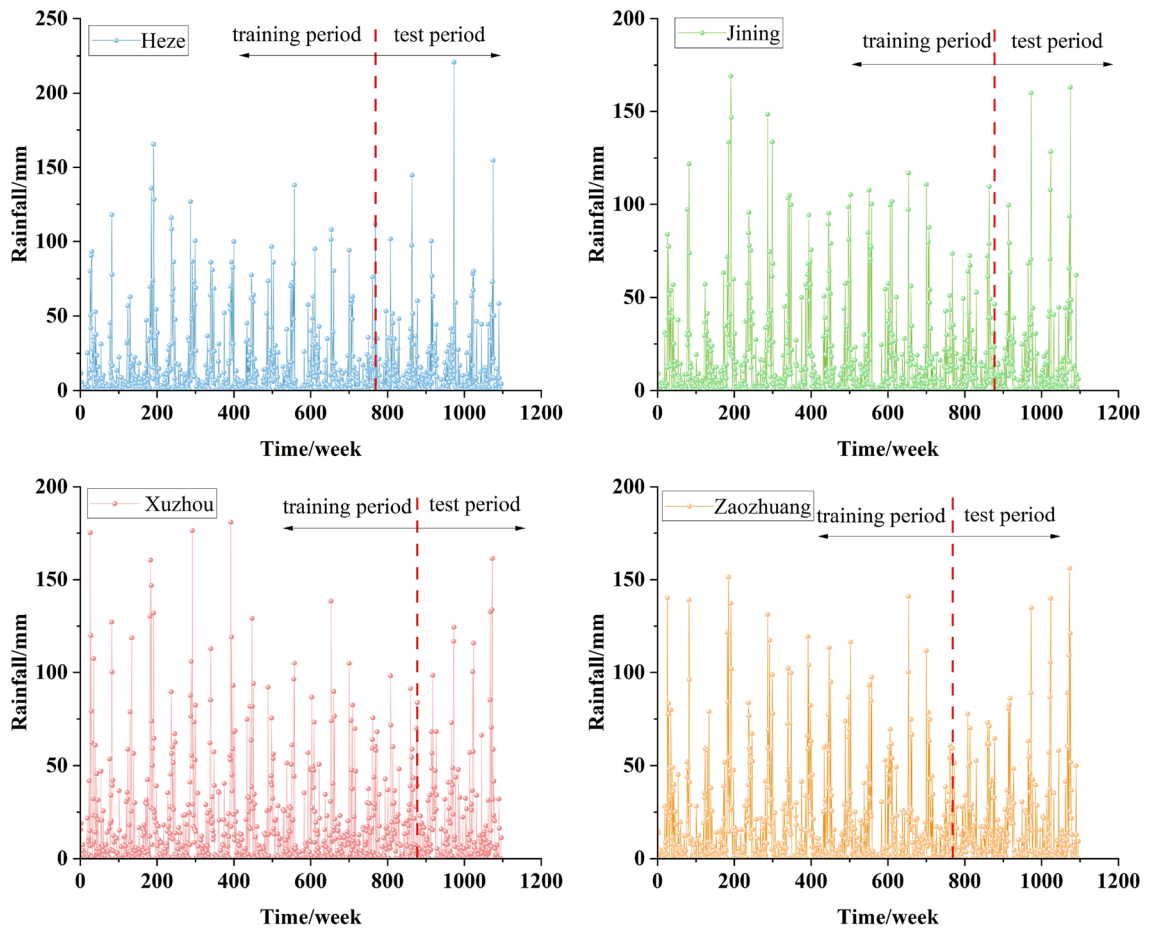 Heze
training period
test period
250
200
150
100
50
0
Rainfall/mm
0 200 400 600 800 1000 1200
Time/week
Jining
training period
test period
200
150
100
50
0
Rainfall/mm
0 200 400 600 800 1000 1200
Time/week
Xuzhou
training period
test period
200
150
100
50
0
Rainfall/mm
0 200 400 600 800 1000 1200
Time/week
Zaozhuang
training period
test period
200
150
100
50
0
Rainfall/mm
0 200 400 600 800 1000 1200
Time/week